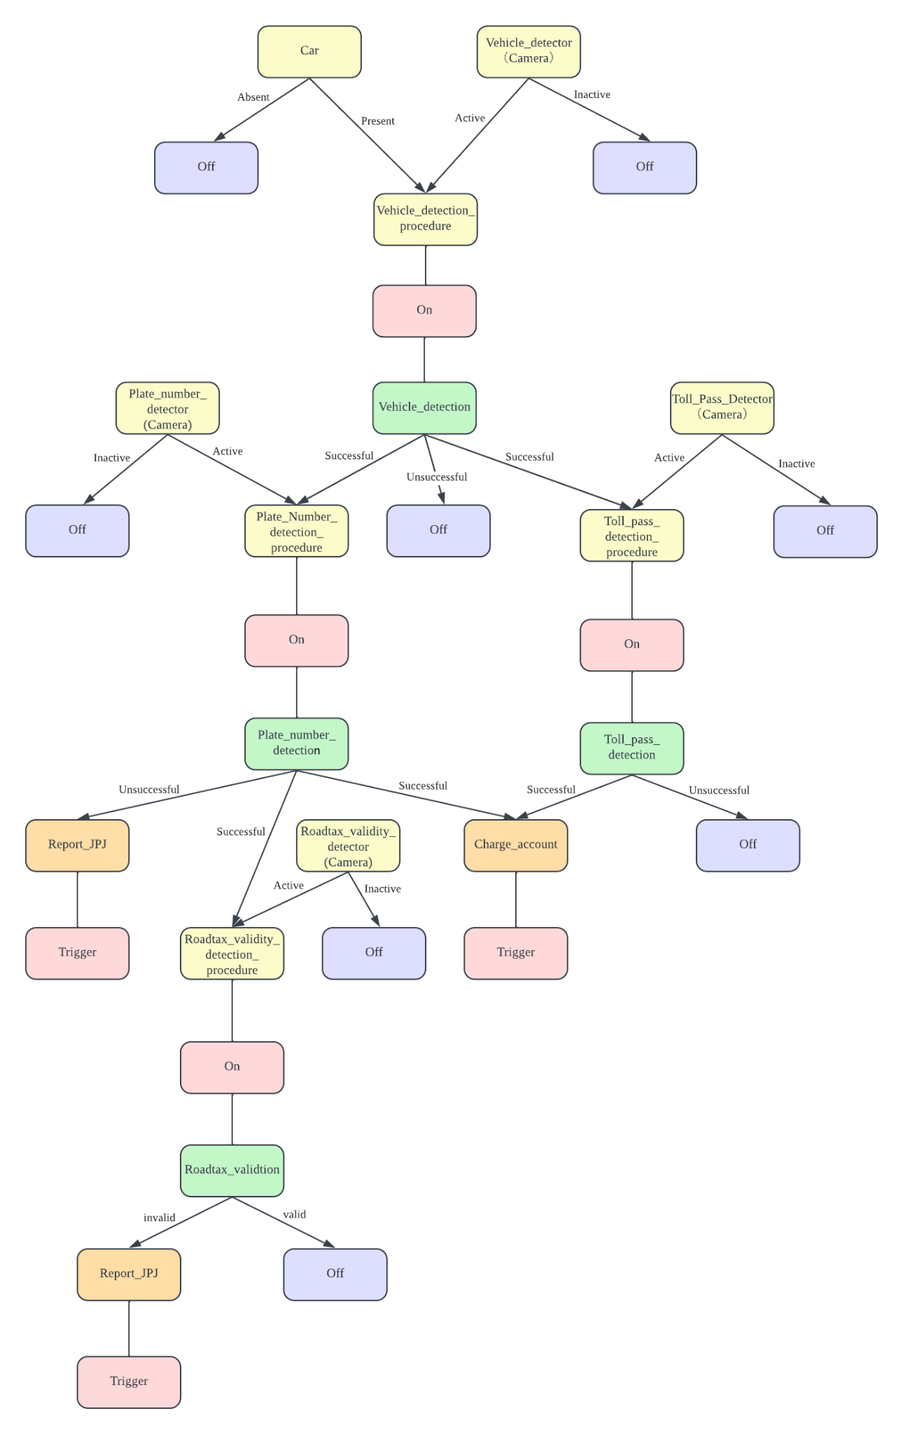 Car
Vehicle_detector
(Camera)
Absent
Present
Active
Inactive
Off
Off
Vehicle_detection_
procedure
On
Plate_number_
detector
(Camera)
Vehicle_detection
Toll_Pass_Detector
(Camera)
Inactive
Active
Successful
Unsuccessful
Successful
Active
Inactive
Off
Plate_Number_
detection_
procedure
Off
Toll_pass_
detection_
procedure
Off
On
On
Plate_number_
detection
Toll_pass_
detection
Unsuccessful
Successful
Successful
Successful
Unsuccessful
Report_JPJ
Roadtax_validity_
detector
(Camera)
Charge_account
Off
Active
Inactive
Trigger
Roadtax_validity_
detection_
procedure
Off
Trigger
On
Roadtax_validtion
invalid
valid
Report_JPJ
Off
Trigger